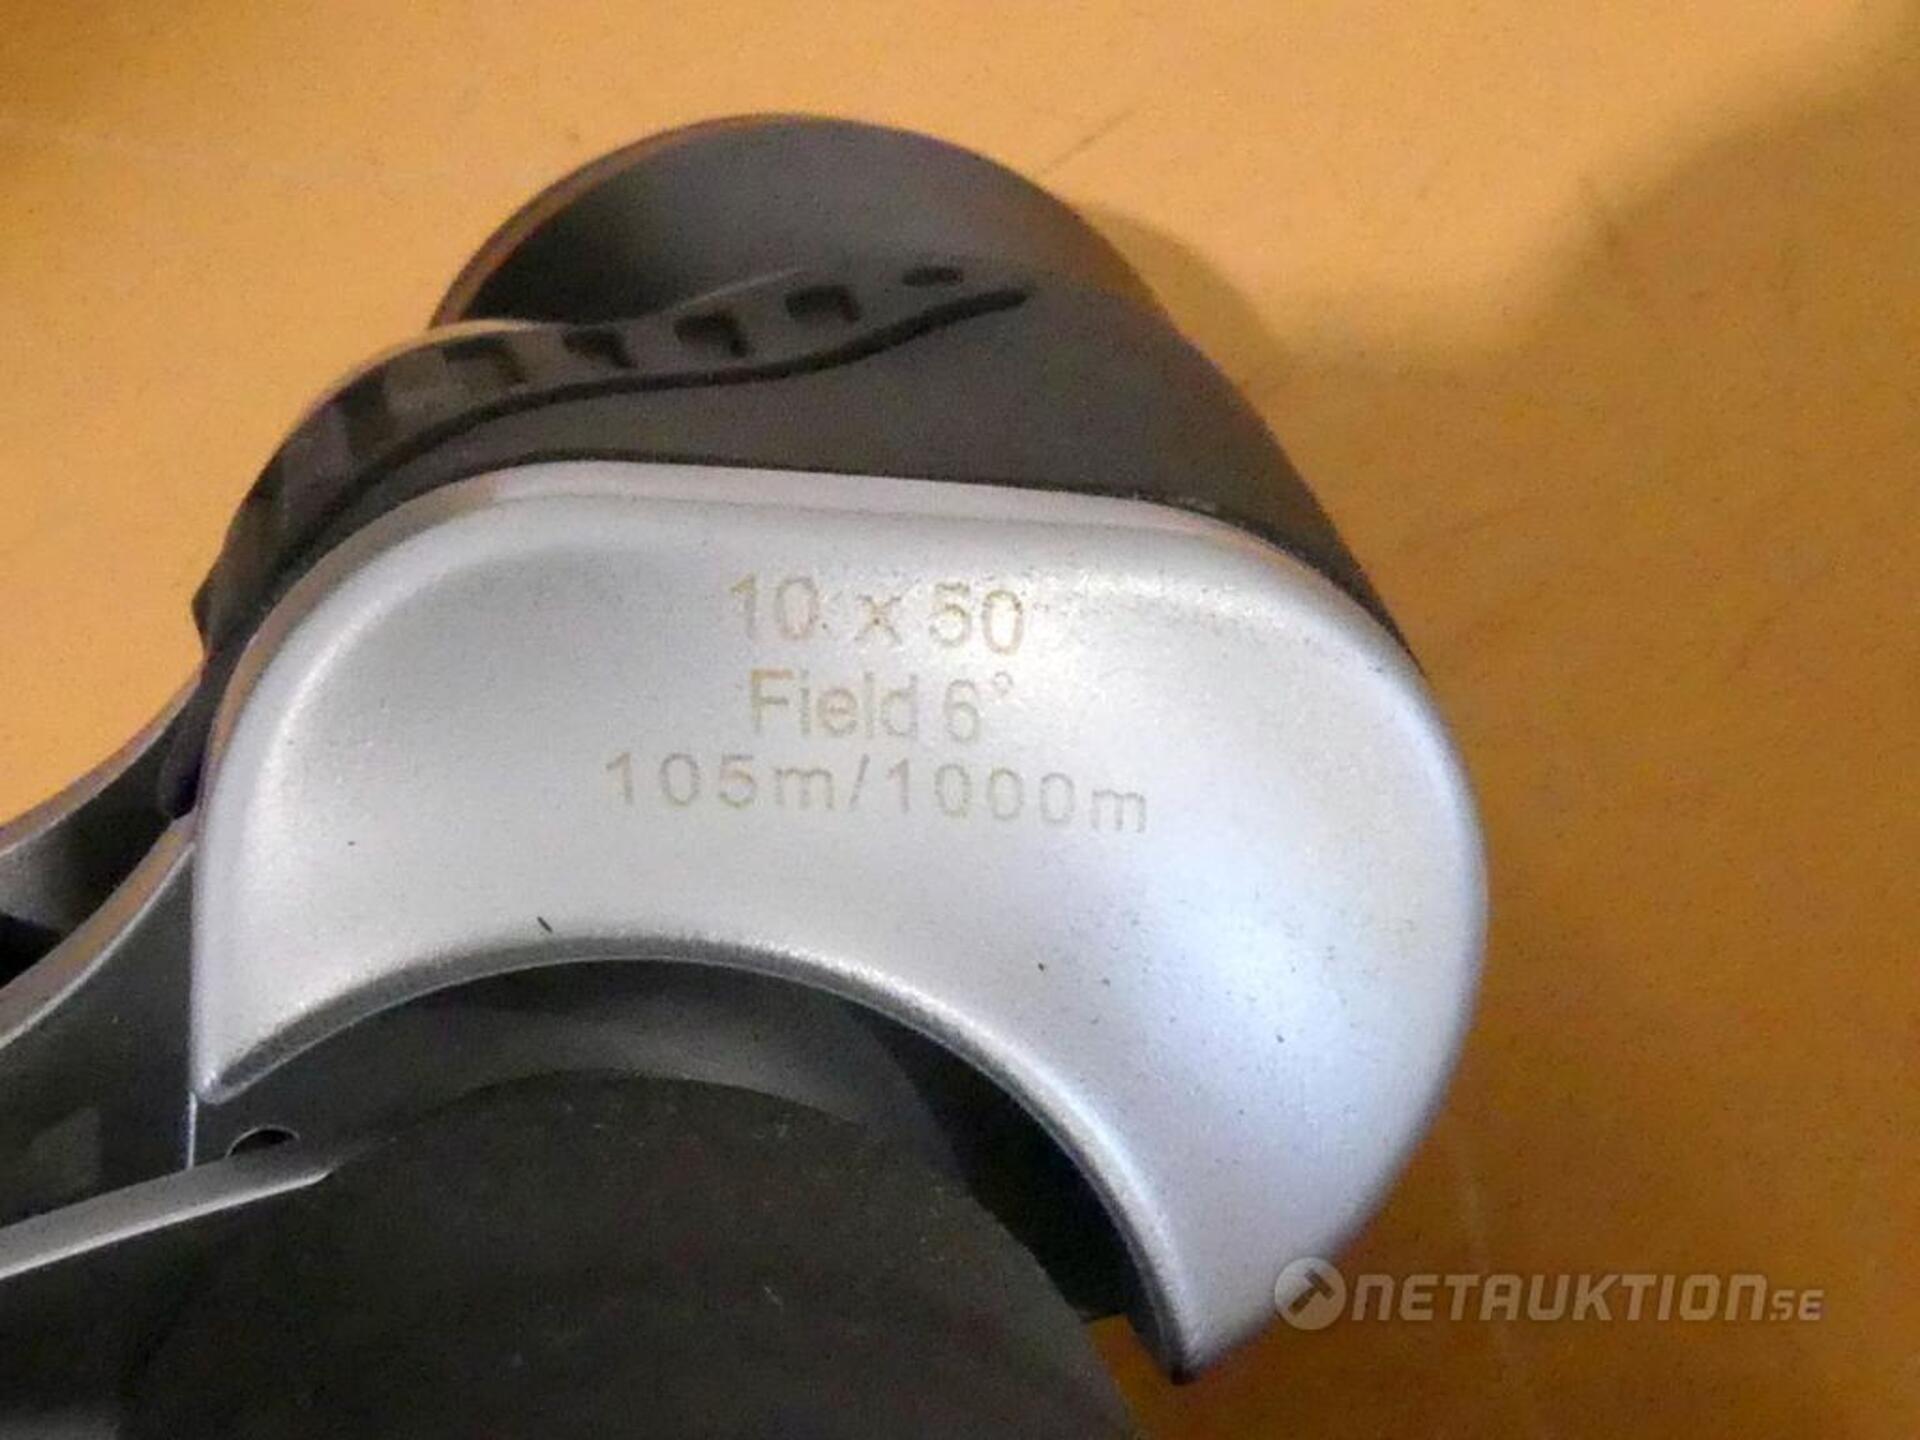 10 x 50
Field 6°
105m/1000m
NETAUKTION.SE